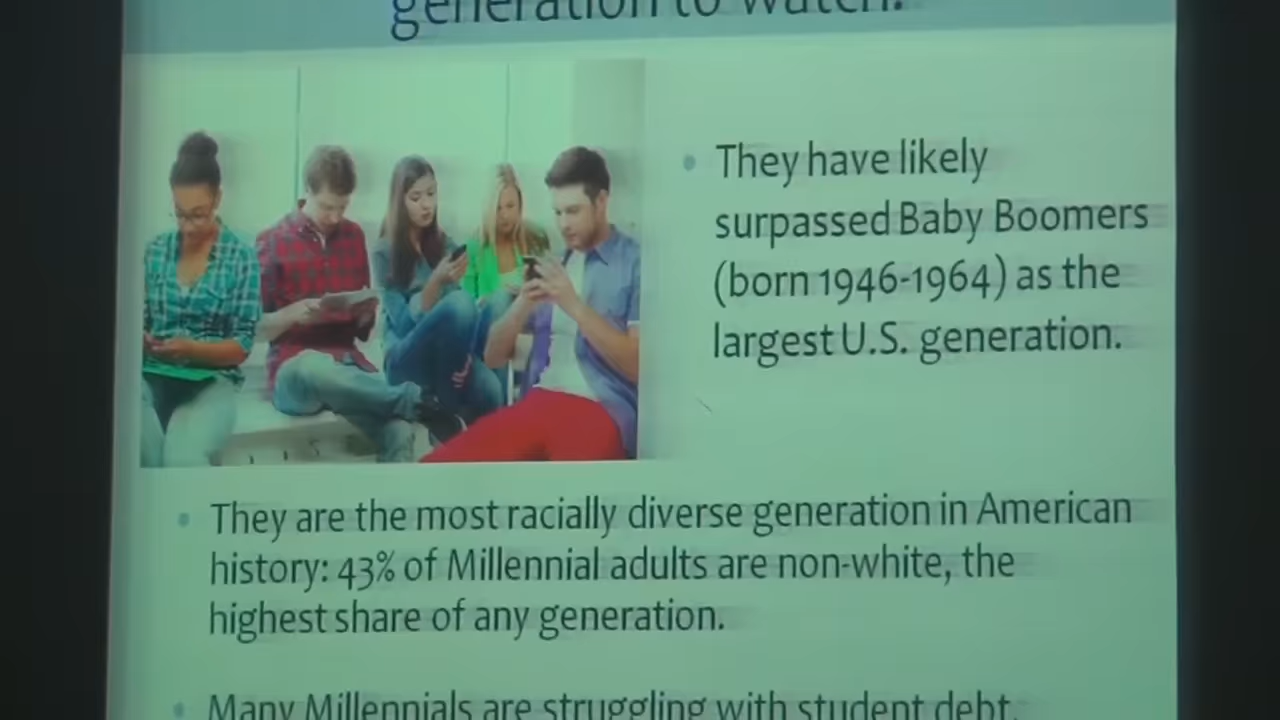 generation to watch.
They have likely
surpassed Baby Boomers
(born 1946-1964) as the
largest U.S. generation.
They are the most racially diverse generation in American
history: 43% of Millennial adults are non-white, the
highest share of any generation.
Many Millennials are struggling with student debt,